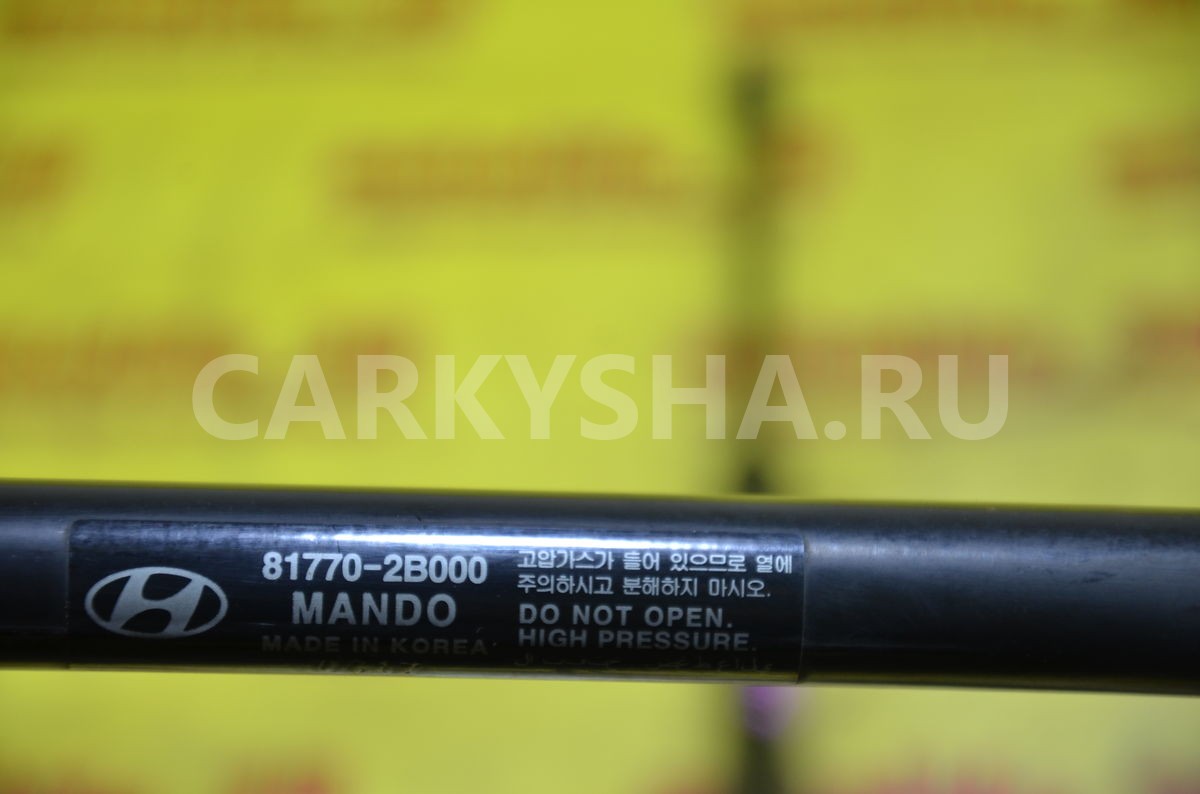 CARKYSHA.RU
81770-2B000
MANDO
MADE IN KOREA
고압가스가 들어 있으므로 열에
주의하시고 분해하지 마시오.
DO NOT OPEN.
HIGH PRESSURE.